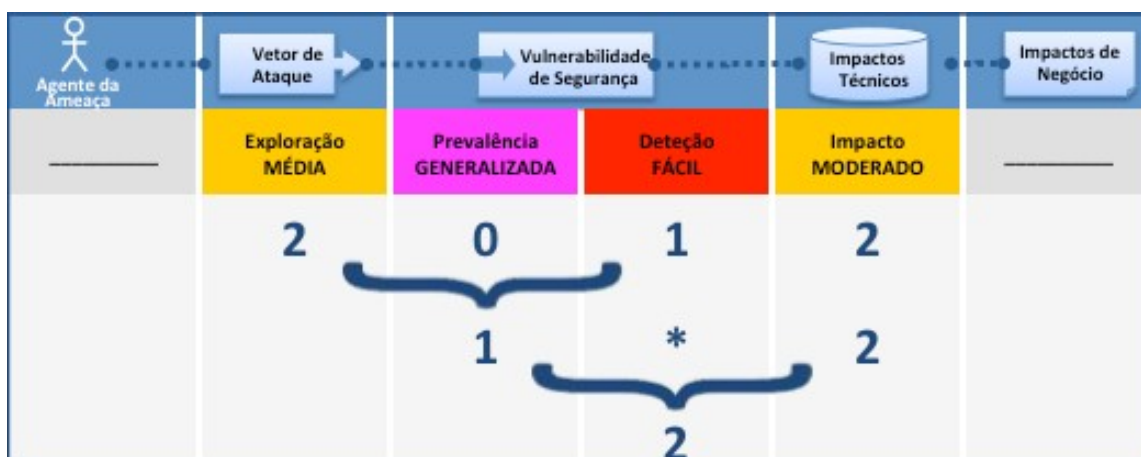 Agente da
Ameaça
Vetor de
Ataque
Vulnerabilidade
de Segurança
Impactos
Técnicos
Impactos de
Negócio
Exploração
MÉDIA
Prevalência
GENERALIZADA
Deteção
FÁCIL
Impacto
MODERADO
2 0 1 2
1 * 2
2